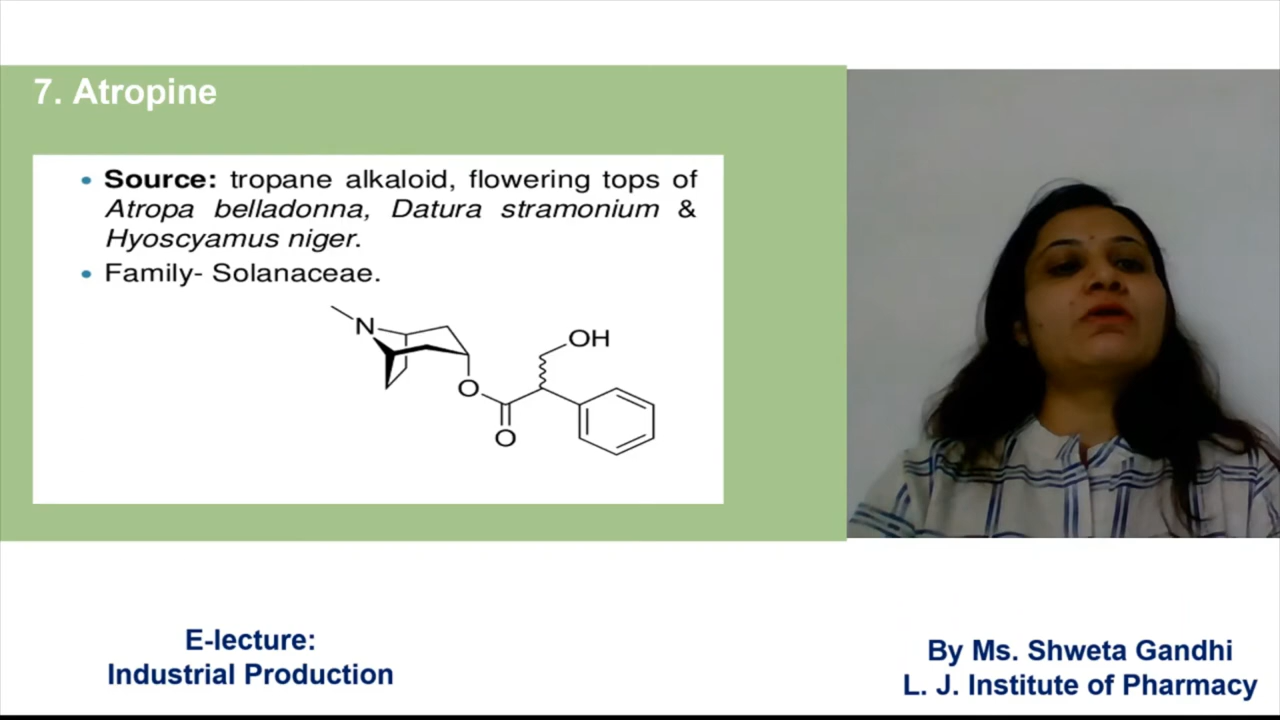 7. Atropine
• Source: tropane alkaloid, flowering tops of
Atropa belladonna, Datura stramonium &
Hyoscyamus niger.
• Family- Solanaceae.
N
OH
O
O
E-lecture:
Industrial Production
By Ms. Shweta Gandhi
L. J. Institute of Pharmacy